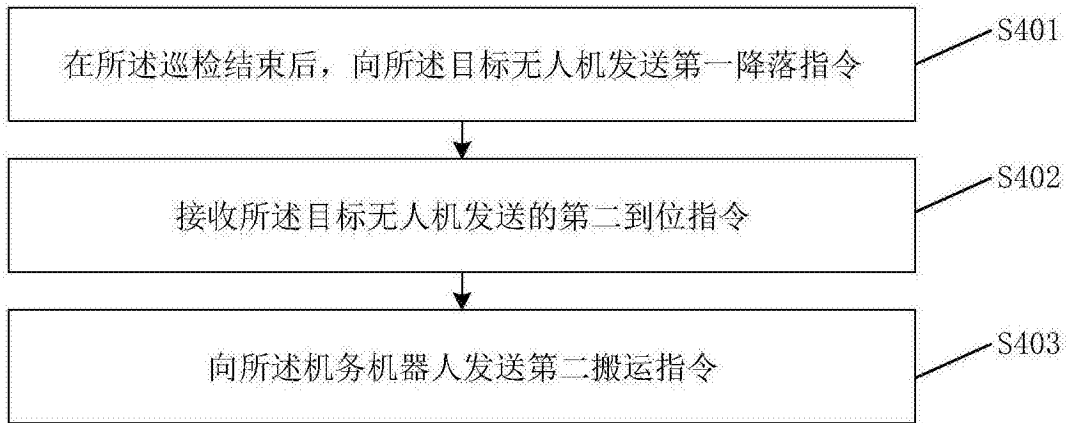 在所述巡检结束后，向所述目标无人机发送第一降落指令
S401
接收所述目标无人机发送的第二到位指令
S402
向所述机务机器人发送第二搬运指令
S403